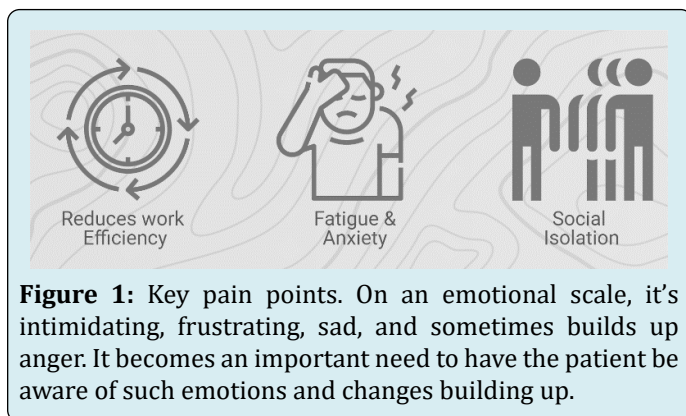 Reduces work
Efficiency
Fatigue &
Anxiety
Social
Isolation
Figure 1: Key pain points. On an emotional scale, it's
intimidating, frustrating, sad, and sometimes builds up
anger. It becomes an important need to have the patient be
aware of such emotions and changes building up.